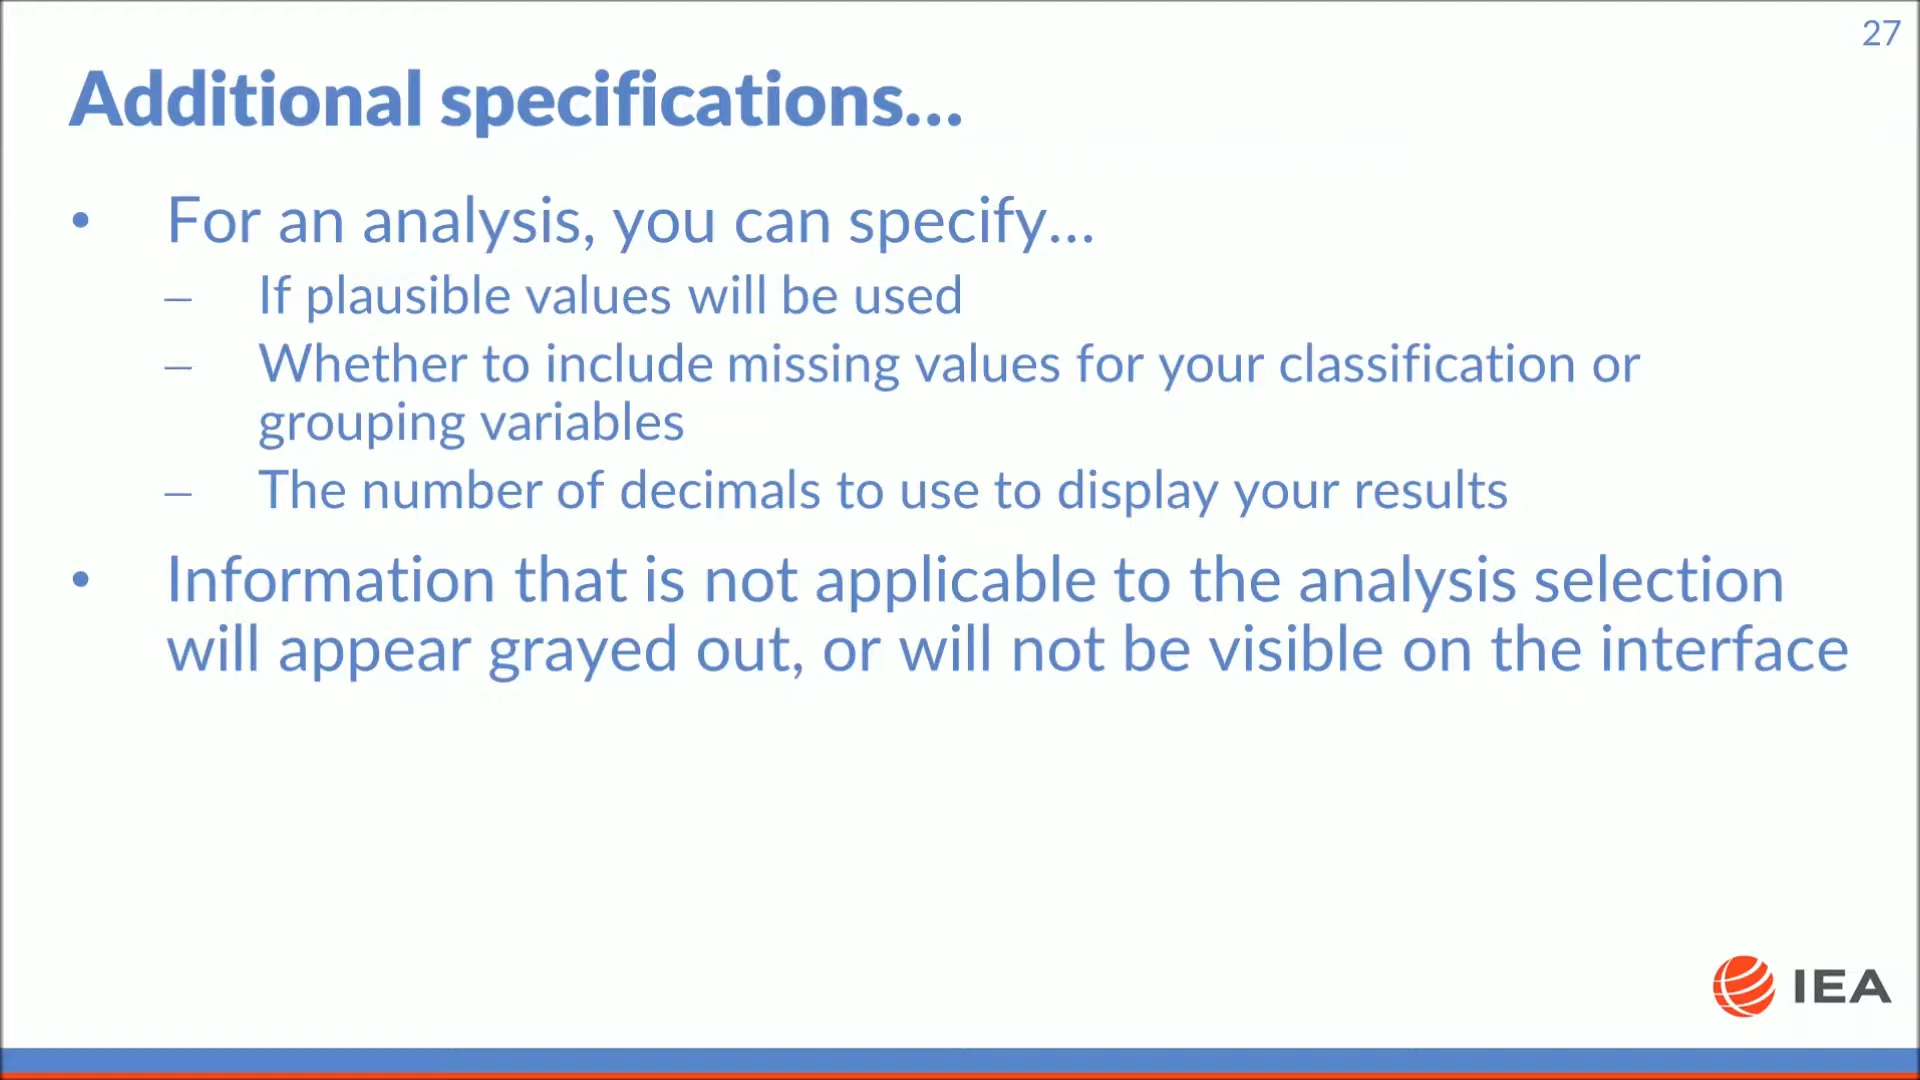 27
Additional specifications...
• For an analysis, you can specify...
– If plausible values will be used
– Whether to include missing values for your classification or
grouping variables
– The number of decimals to use to display your results
• Information that is not applicable to the analysis selection
will appear grayed out, or will not be visible on the interface
IEA